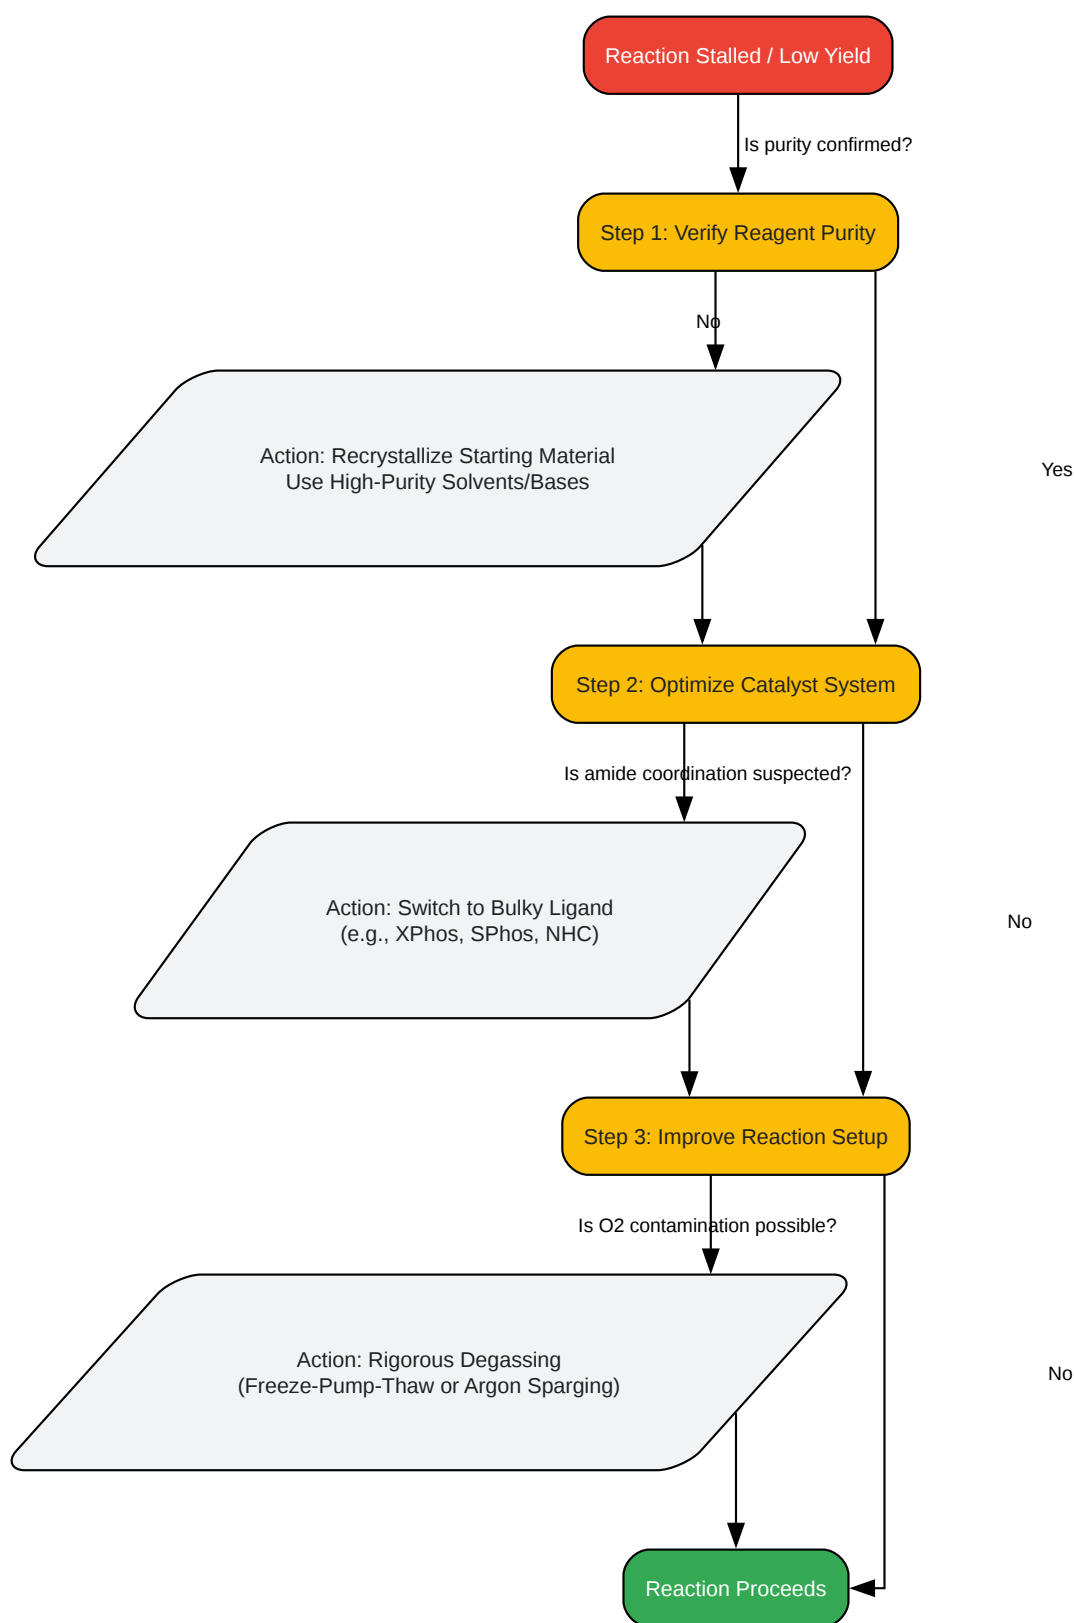 Reaction Stalled / Low Yield
Is purity confirmed?
Step 1: Verify Reagent Purity
No
Action: Recrystallize Starting Material
Use High-Purity Solvents/Bases
Yes
Step 2: Optimize Catalyst System
Is amide coordination suspected?
Action: Switch to Bulky Ligand
(e.g., XPhos, SPhos, NHC)
No
Step 3: Improve Reaction Setup
Is O2 contamination possible?
Action: Rigorous Degassing
(Freeze-Pump-Thaw or Argon Sparging)
No
Reaction Proceeds